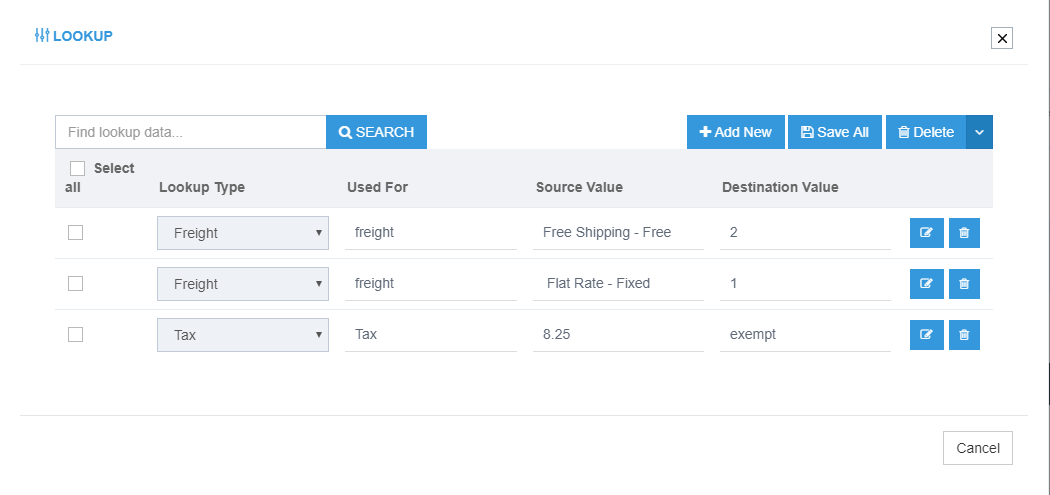 LOOKUP
Find lookup data...
SEARCH
Add New
Save All
Delete
Select
all
Lookup Type
Used For
Source Value
Destination Value
Freight
freight
Free Shipping - Free
2
Freight
freight
Flat Rate - Fixed
1
Tax
Tax
8.25
exempt
Cancel